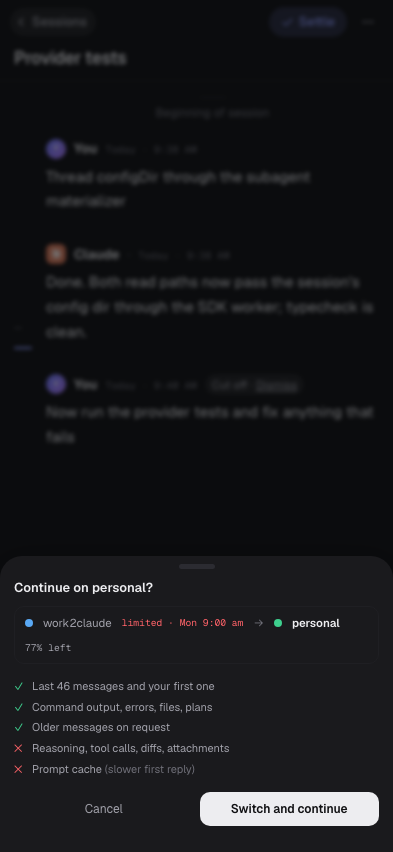 Sessions
Settle
Provider tests
Beginning of session
You Today
Thread configDir through the subagent
materializer
Claude · Today ·
Done. Both read paths now pass the session's
config dir through the SDK worker; typecheck is
clean.
You Today · Cut off · Dismiss
Now run the provider tests and fix anything that
fails
Continue on personal?
work2claude limited · Mon 9:00 am → personal
77% left
Last 46 messages and your first one
Command output, errors, files, plans
Older messages on request
Reasoning, tool calls, diffs, attachments
Prompt cache (slower first reply)
Cancel
Switch and continue